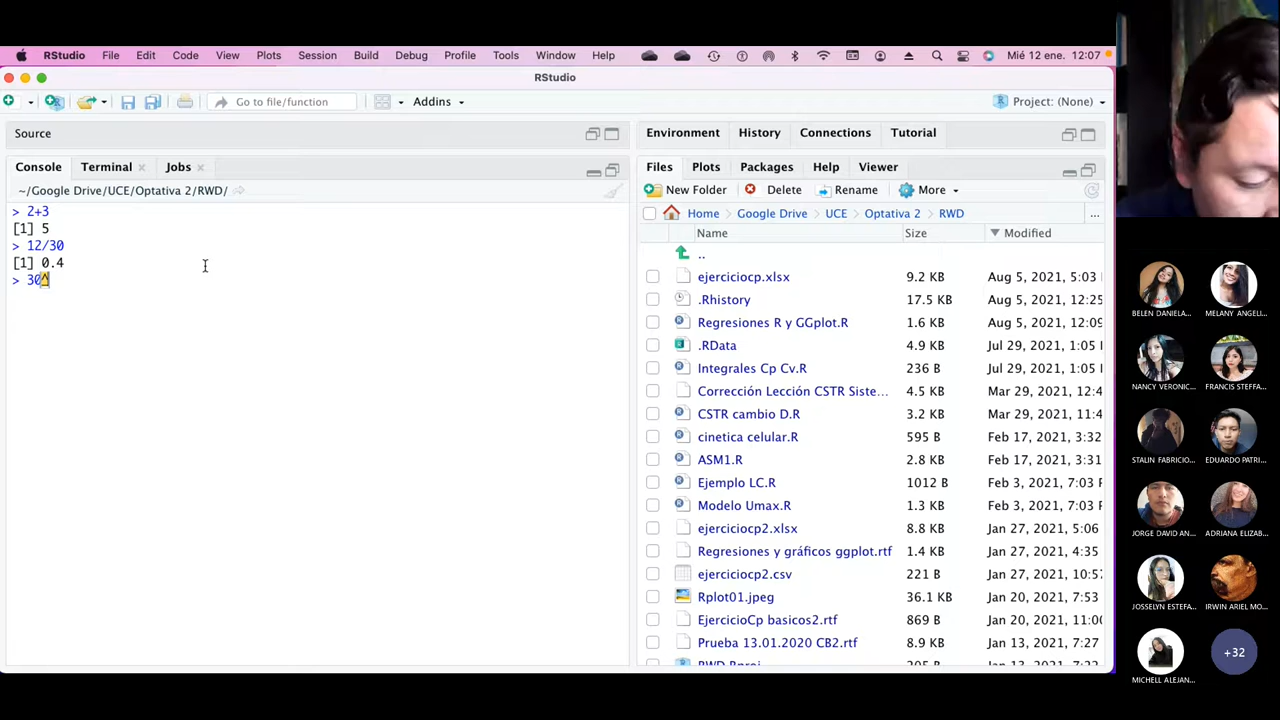 RStudio File Edit Code View Plots Session Build Debug Profile Tools Window Help Mié 12 ene. 12:07
RStudio
Go to file/function Addins Project: (None)
Source
Environment History Connections Tutorial
Console Terminal Jobs
~/Google Drive/UCE/Optativa 2/RWD/
> 2+3
[1] 5
> 12/30
[1] 0.4
> 30^
Files Plots Packages Help Viewer
New Folder Delete Rename More
Home Google Drive UCE Optativa 2 RWD ...
Name Size Modified
..
ejerciciocp.xlsx 9.2 KB Aug 5, 2021, 5:03
.Rhistory 17.5 KB Aug 5, 2021, 12:25
Regresiones R y GGplot.R 1.6 KB Aug 5, 2021, 12:09
.RData 4.9 KB Jul 29, 2021, 1:05
Integrales Cp Cv.R 236 B Jul 29, 2021, 1:05
Corrección Lección CSTR Siste... 4.5 KB Mar 29, 2021, 12:4
CSTR cambio D.R 3.2 KB Mar 29, 2021, 11:4
cinetica celular.R 595 B Feb 17, 2021, 3:32
ASM1.R 2.8 KB Feb 17, 2021, 3:31
Ejemplo LC.R 1012 B Feb 3, 2021, 7:03
Modelo Umax.R 1.3 KB Feb 3, 2021, 7:03
ejerciciocp2.xlsx 8.8 KB Jan 27, 2021, 5:06
Regresiones y gráficos ggplot.rtf 1.4 KB Jan 27, 2021, 4:35
ejerciciocp2.csv 221 B Jan 27, 2021, 10:57
Rplot01.jpeg 36.1 KB Jan 20, 2021, 7:53
EjercicioCp basicos2.rtf 869 B Jan 20, 2021, 11:00
Prueba 13.01.2020 CB2.rtf 8.9 KB Jan 13, 2021, 7:27
BELEN DANIELA... MELANY ANGELI...
NANCY VERONIC... FRANCIS STEFFA...
STALIN FABRICIO... EDUARDO PATRI...
JORGE DAVID AN... ADRIANA ELIZAB...
JOSSELYN ESTEFA... IRWIN ARIEL MO...
+32
MICHELL ALEJAN...